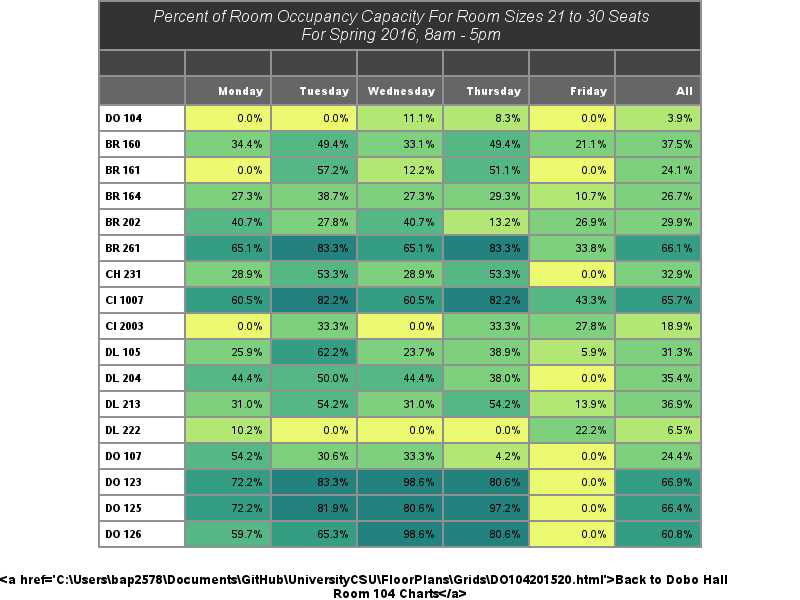 Percent of Room Occupancy Capacity For Room Sizes 21 to 30 Seats
For Spring 2016, 8am - 5pm
Monday Tuesday Wednesday Thursday Friday All
DO 104 0.0% 0.0% 11.1% 8.3% 0.0% 3.9%
BR 160 34.4% 49.4% 33.1% 49.4% 21.1% 37.5%
BR 161 0.0% 57.2% 12.2% 51.1% 0.0% 24.1%
BR 164 27.3% 38.7% 27.3% 29.3% 10.7% 26.7%
BR 202 40.7% 27.8% 40.7% 13.2% 26.9% 29.9%
BR 261 65.1% 83.3% 65.1% 83.3% 33.8% 66.1%
CH 231 28.9% 53.3% 28.9% 53.3% 0.0% 32.9%
CI 1007 60.5% 82.2% 60.5% 82.2% 43.3% 65.7%
CI 2003 0.0% 33.3% 0.0% 33.3% 27.8% 18.9%
DL 105 25.9% 62.2% 23.7% 38.9% 5.9% 31.3%
DL 204 44.4% 50.0% 44.4% 38.0% 0.0% 35.4%
DL 213 31.0% 54.2% 31.0% 54.2% 13.9% 36.9%
DL 222 10.2% 0.0% 0.0% 0.0% 22.2% 6.5%
DO 107 54.2% 30.6% 33.3% 4.2% 0.0% 24.4%
DO 123 72.2% 83.3% 98.6% 80.6% 0.0% 66.9%
DO 125 72.2% 81.9% 80.6% 97.2% 0.0% 66.4%
DO 126 59.7% 65.3% 98.6% 80.6% 0.0% 60.8%
<a href='C:\Users\bap2578\Documents\GitHub\UniversityCSU\FloorPlans\Grids\DO104201520.html'>Back to Dobo Hall
Room 104 Charts</a>